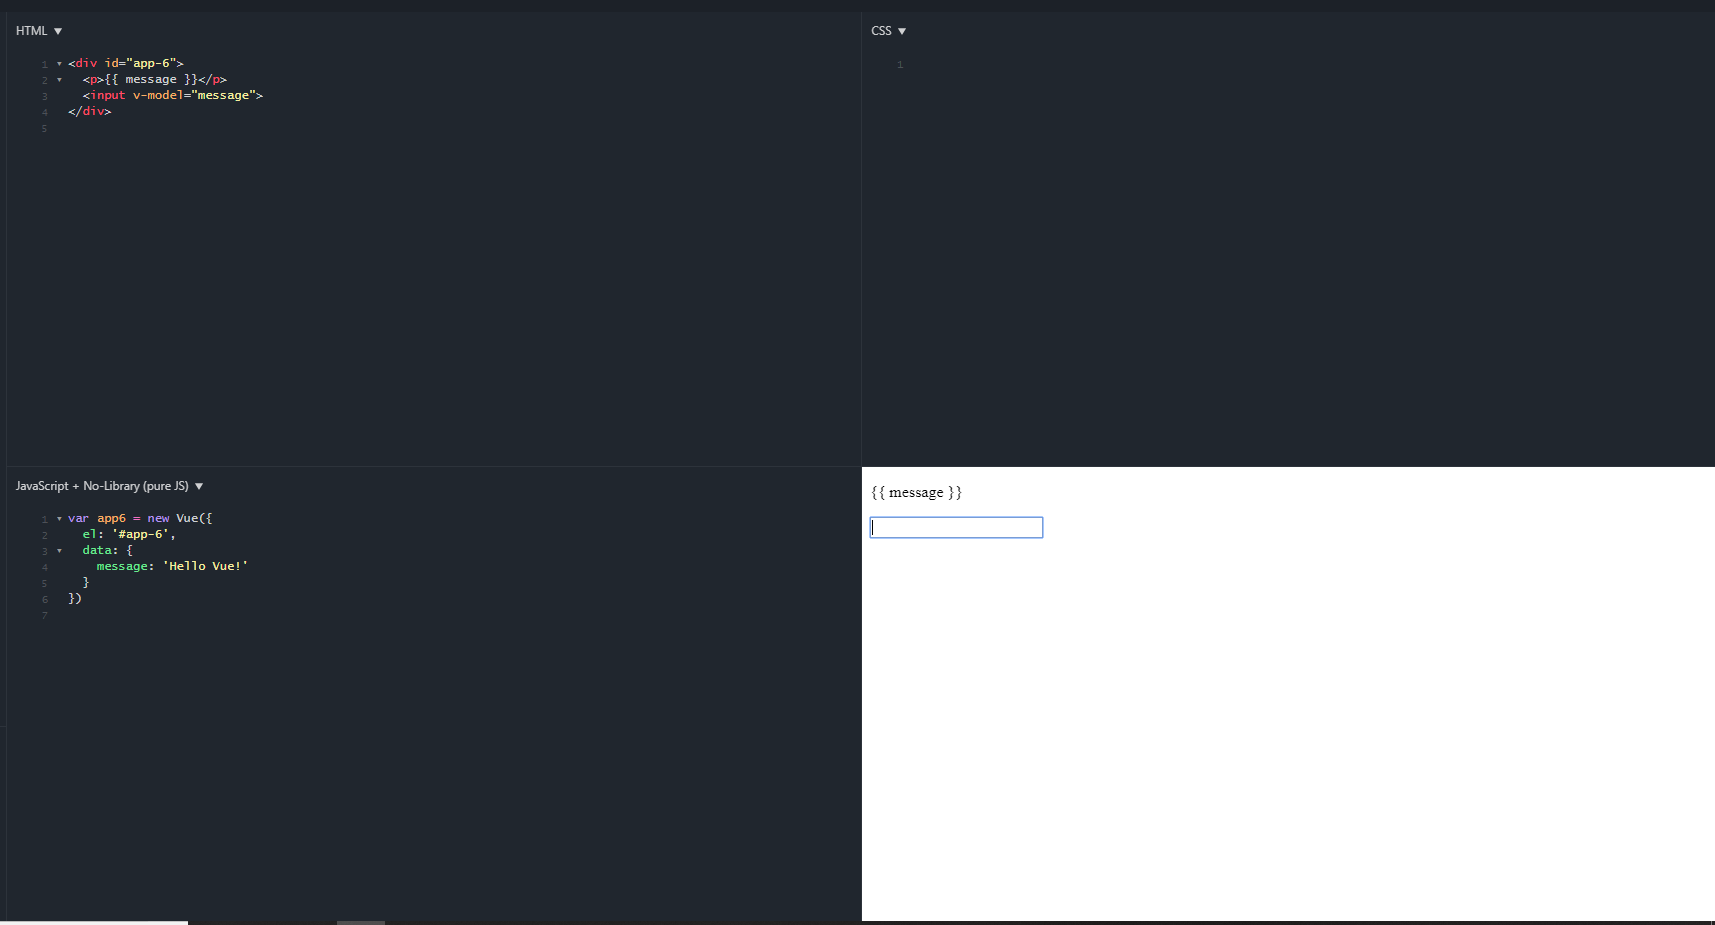 HTML ▼
1 ▾ <div id="app-6">
2 ▾   <p>{{ message }}</p>
3     <input v-model="message">
4   </div>
5
CSS ▼
1
JavaScript + No-Library (pure JS) ▼
1 ▾ var app6 = new Vue({
2     el: '#app-6',
3 ▾   data: {
4       message: 'Hello Vue!'
5     }
6   })
7
{{ message }}